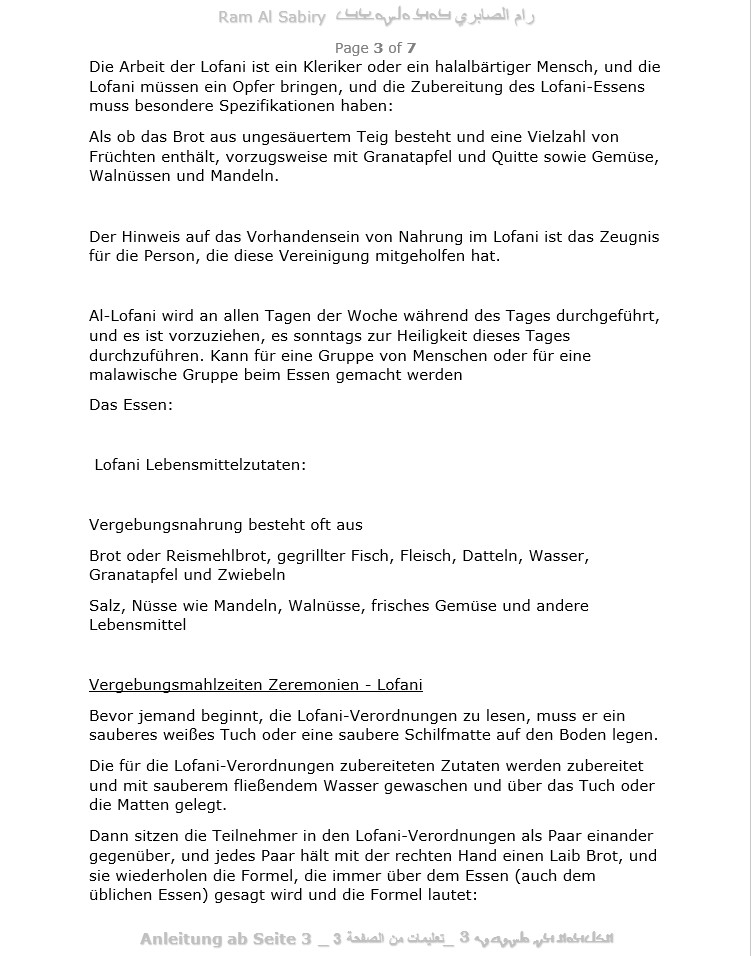 Ram Al Sabiry رام الصابري
Page 3 of 7
Die Arbeit der Lofani ist ein Kleriker oder ein halalbärtiger Mensch, und die
Lofani müssen ein Opfer bringen, und die Zubereitung des Lofani-Essens
muss besondere Spezifikationen haben:
Als ob das Brot aus ungesäuertem Teig besteht und eine Vielzahl von
Früchten enthält, vorzugsweise mit Granatapfel und Quitte sowie Gemüse,
Walnüssen und Mandeln.
Der Hinweis auf das Vorhandensein von Nahrung im Lofani ist das Zeugnis
für die Person, die diese Vereinigung mitgeholfen hat.
Al-Lofani wird an allen Tagen der Woche während des Tages durchgeführt,
und es ist vorzuziehen, es sonntags zur Heiligkeit dieses Tages
durchzuführen. Kann für eine Gruppe von Menschen oder für eine
malawische Gruppe beim Essen gemacht werden
Das Essen:
Lofani Lebensmittelzutaten:
Vergebungsnahrung besteht oft aus
Brot oder Reismehlbrot, gegrillter Fisch, Fleisch, Datteln, Wasser,
Granatapfel und Zwiebeln
Salz, Nüsse wie Mandeln, Walnüsse, frisches Gemüse und andere
Lebensmittel
Vergebungsmahlzeiten Zeremonien - Lofani
Bevor jemand beginnt, die Lofani-Verordnungen zu lesen, muss er ein
sauberes weißes Tuch oder eine saubere Schilfmatte auf den Boden legen.
Die für die Lofani-Verordnungen zubereiteten Zutaten werden zubereitet
und mit sauberem fließendem Wasser gewaschen und über das Tuch oder
die Matten gelegt.
Dann sitzen die Teilnehmer in den Lofani-Verordnungen als Paar einander
gegenüber, und jedes Paar hält mit der rechten Hand einen Laib Brot, und
sie wiederholen die Formel, die immer über dem Essen (auch dem
üblichen Essen) gesagt wird und die Formel lautet:
Anleitung ab Seite 3 _ تعليمات من الصفحة 3_ 3